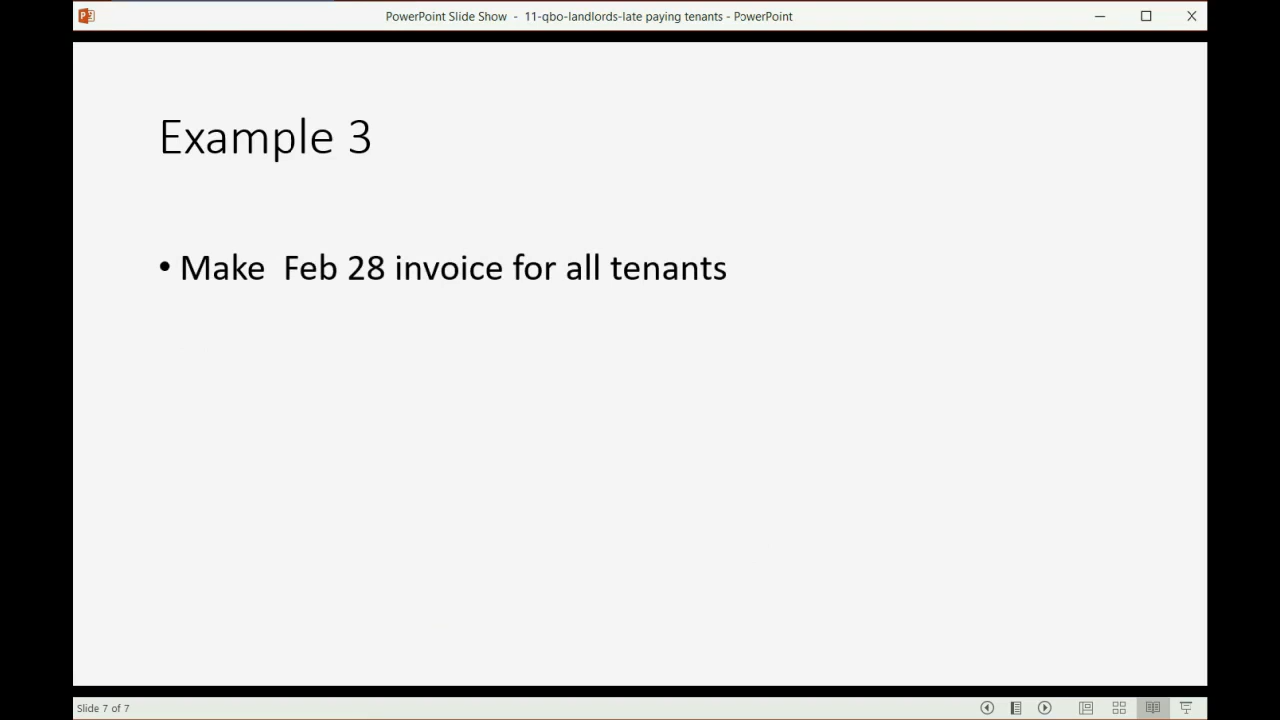 PowerPoint Slide Show - 11-qbo-landlords-late paying tenants - PowerPoint
Example 3
• Make  Feb 28 invoice for all tenants
Slide 7 of 7